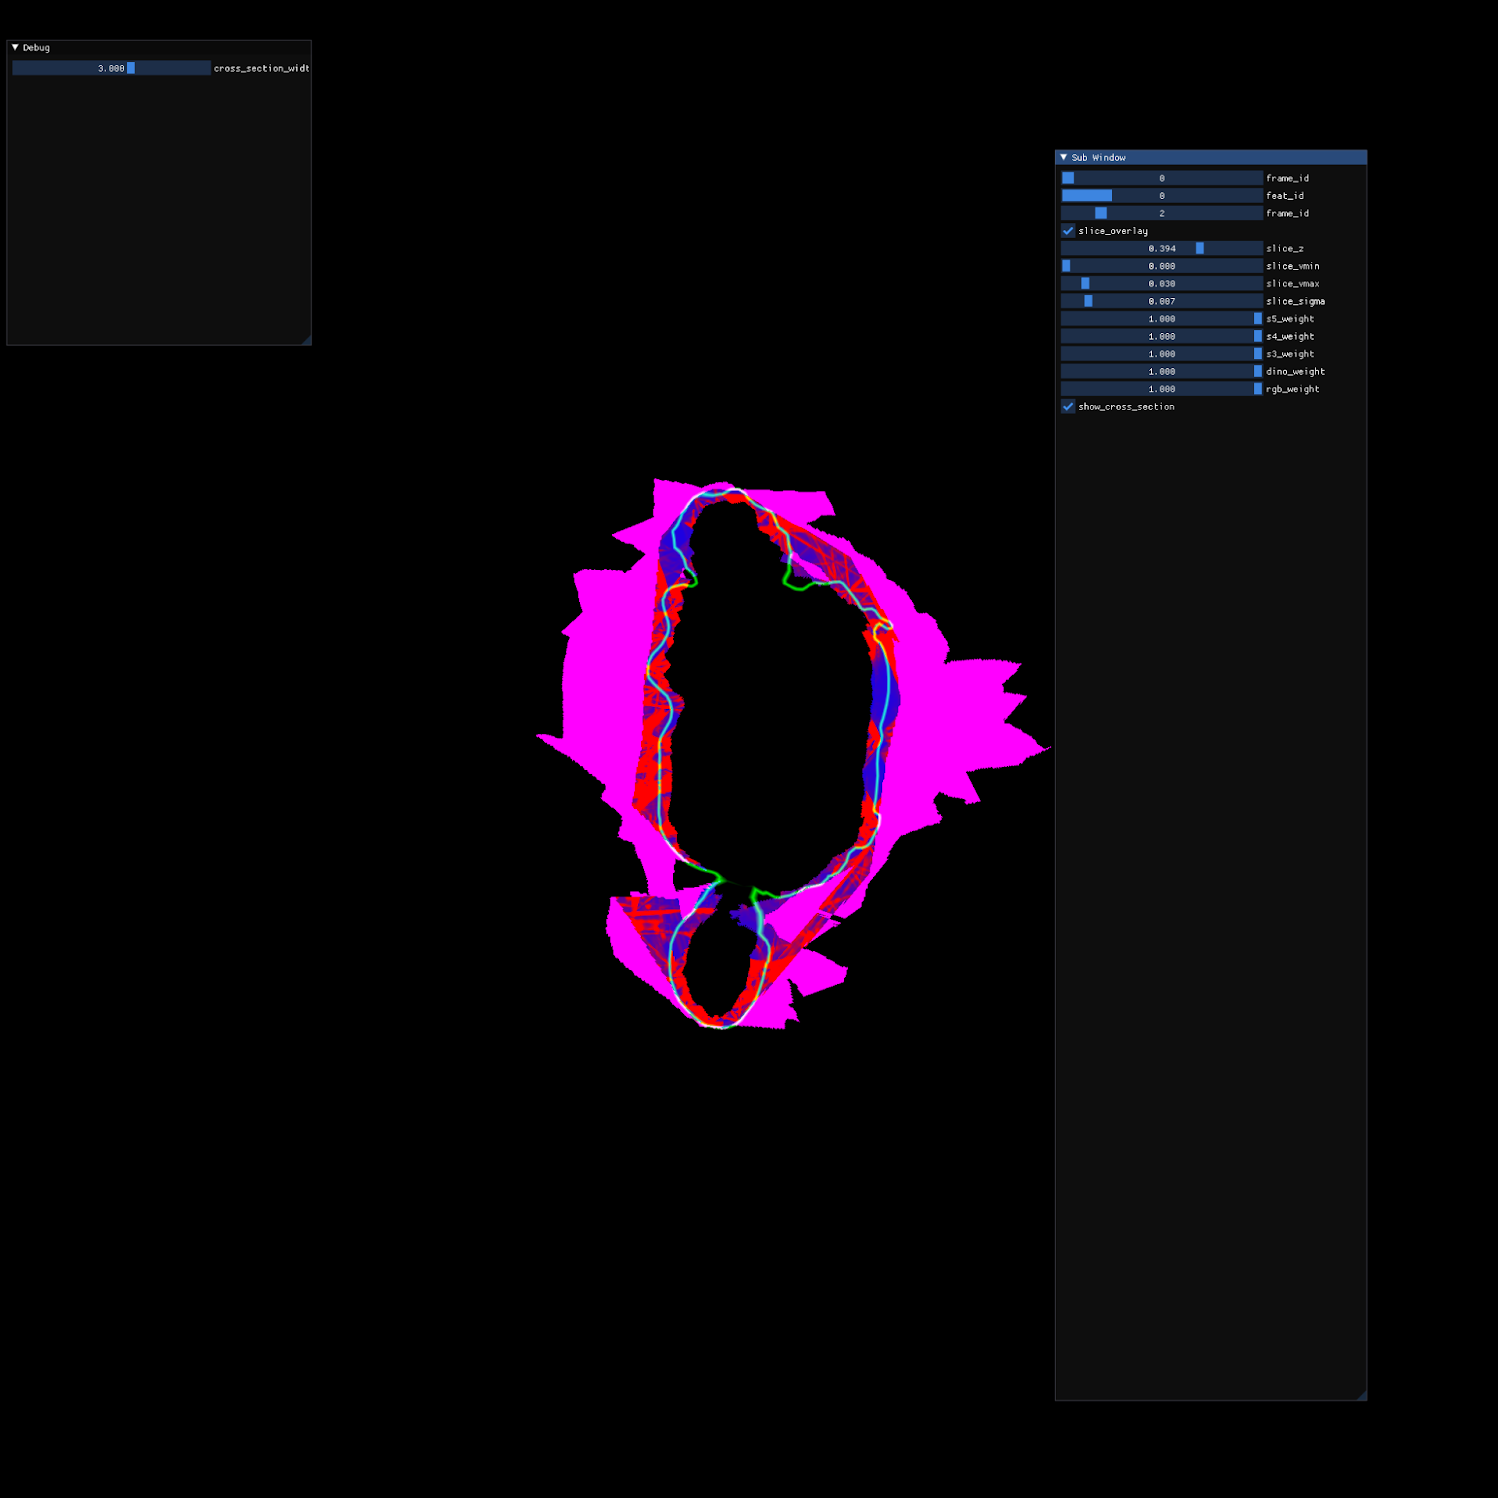 Debug
3.000 cross_section_widt
Sub Window
0 frame_id
0 feat_id
2 frame_id
slice_overlay
0.394 slice_z
0.000 slice_vmin
0.030 slice_vmax
0.007 slice_sigma
1.000 s5_weight
1.000 s4_weight
1.000 s3_weight
1.000 dino_weight
1.000 rgb_weight
show_cross_section